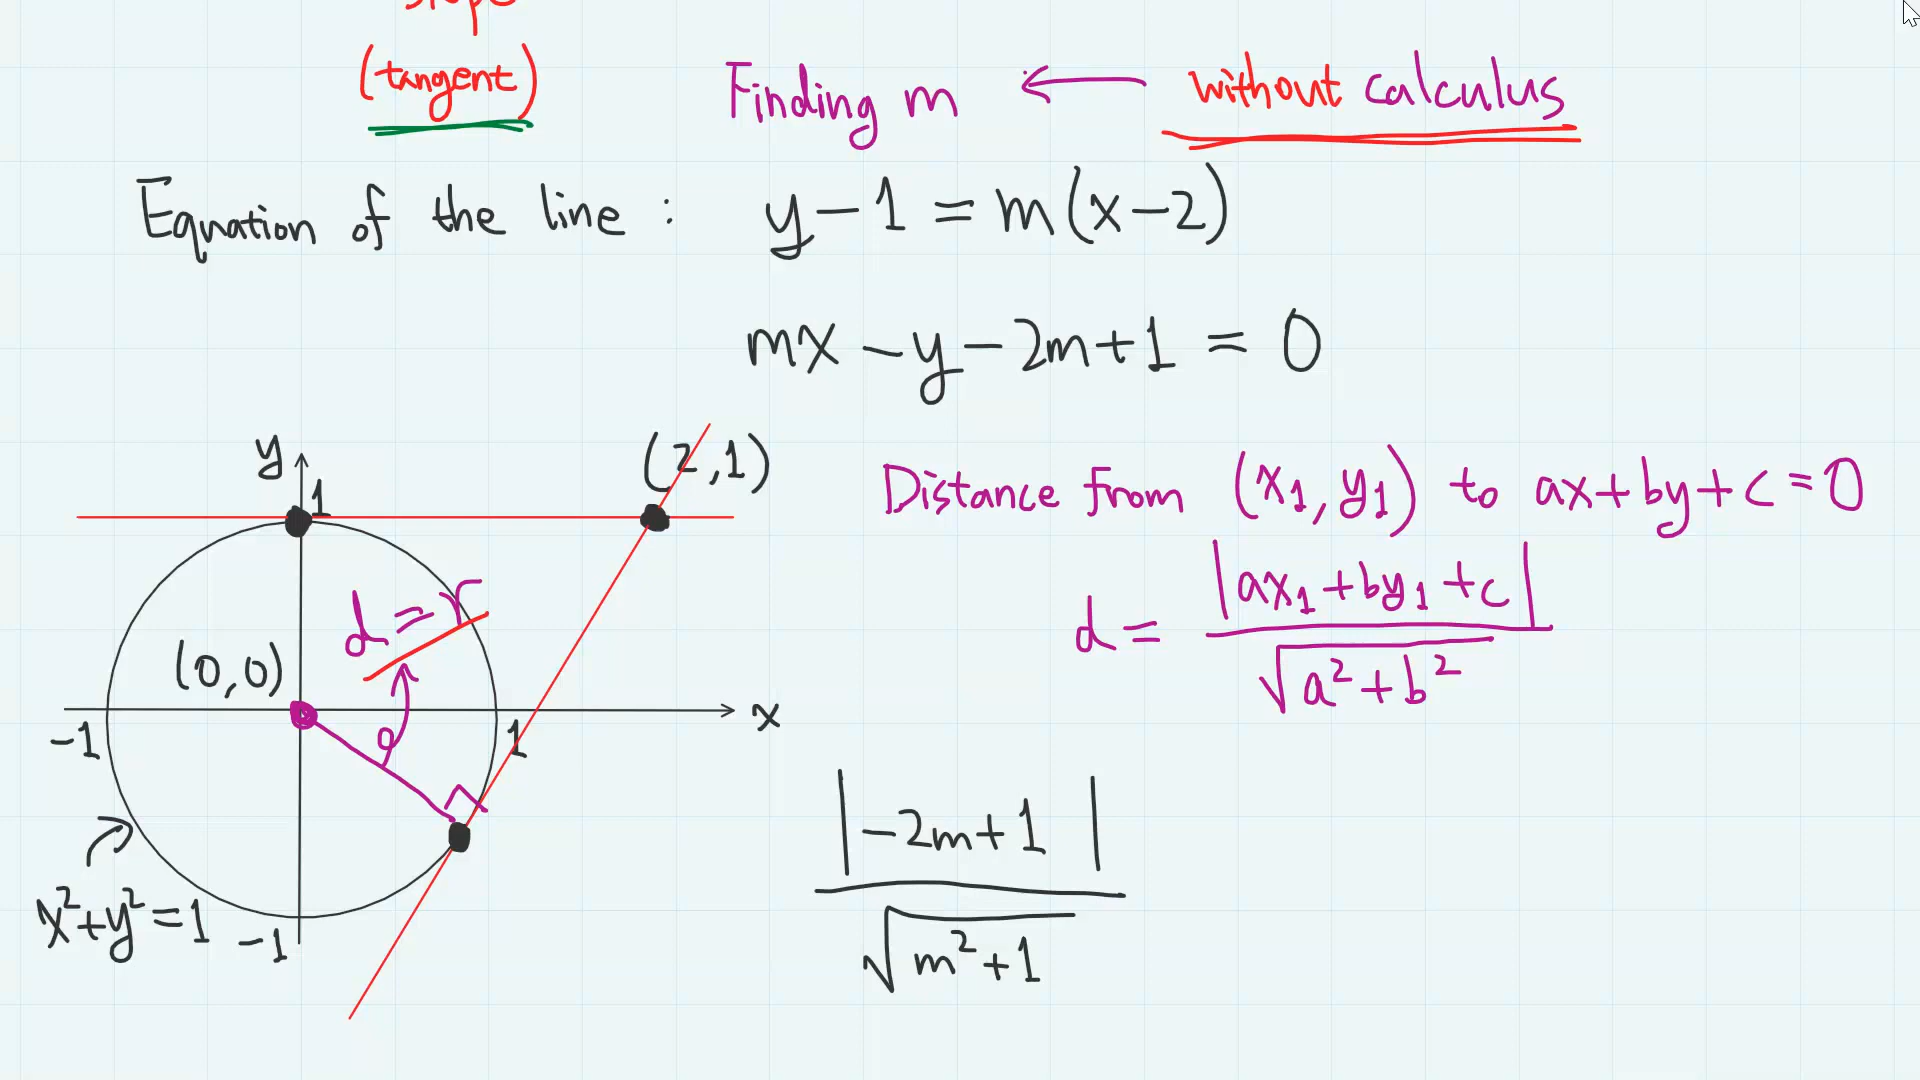 slope
(tangent)
Finding m ← without calculus
Equation of the line : y-1 = m(x-2)
mx - y - 2m + 1 = 0
y
1
(2,1)
d = r
(0,0)
-1
1
x
x²+y²=1
-1
Distance from (x₁, y₁) to ax+by+c=0
d = |ax₁+by₁+c| / √(a²+b²)
|-2m+1| / √(m²+1)